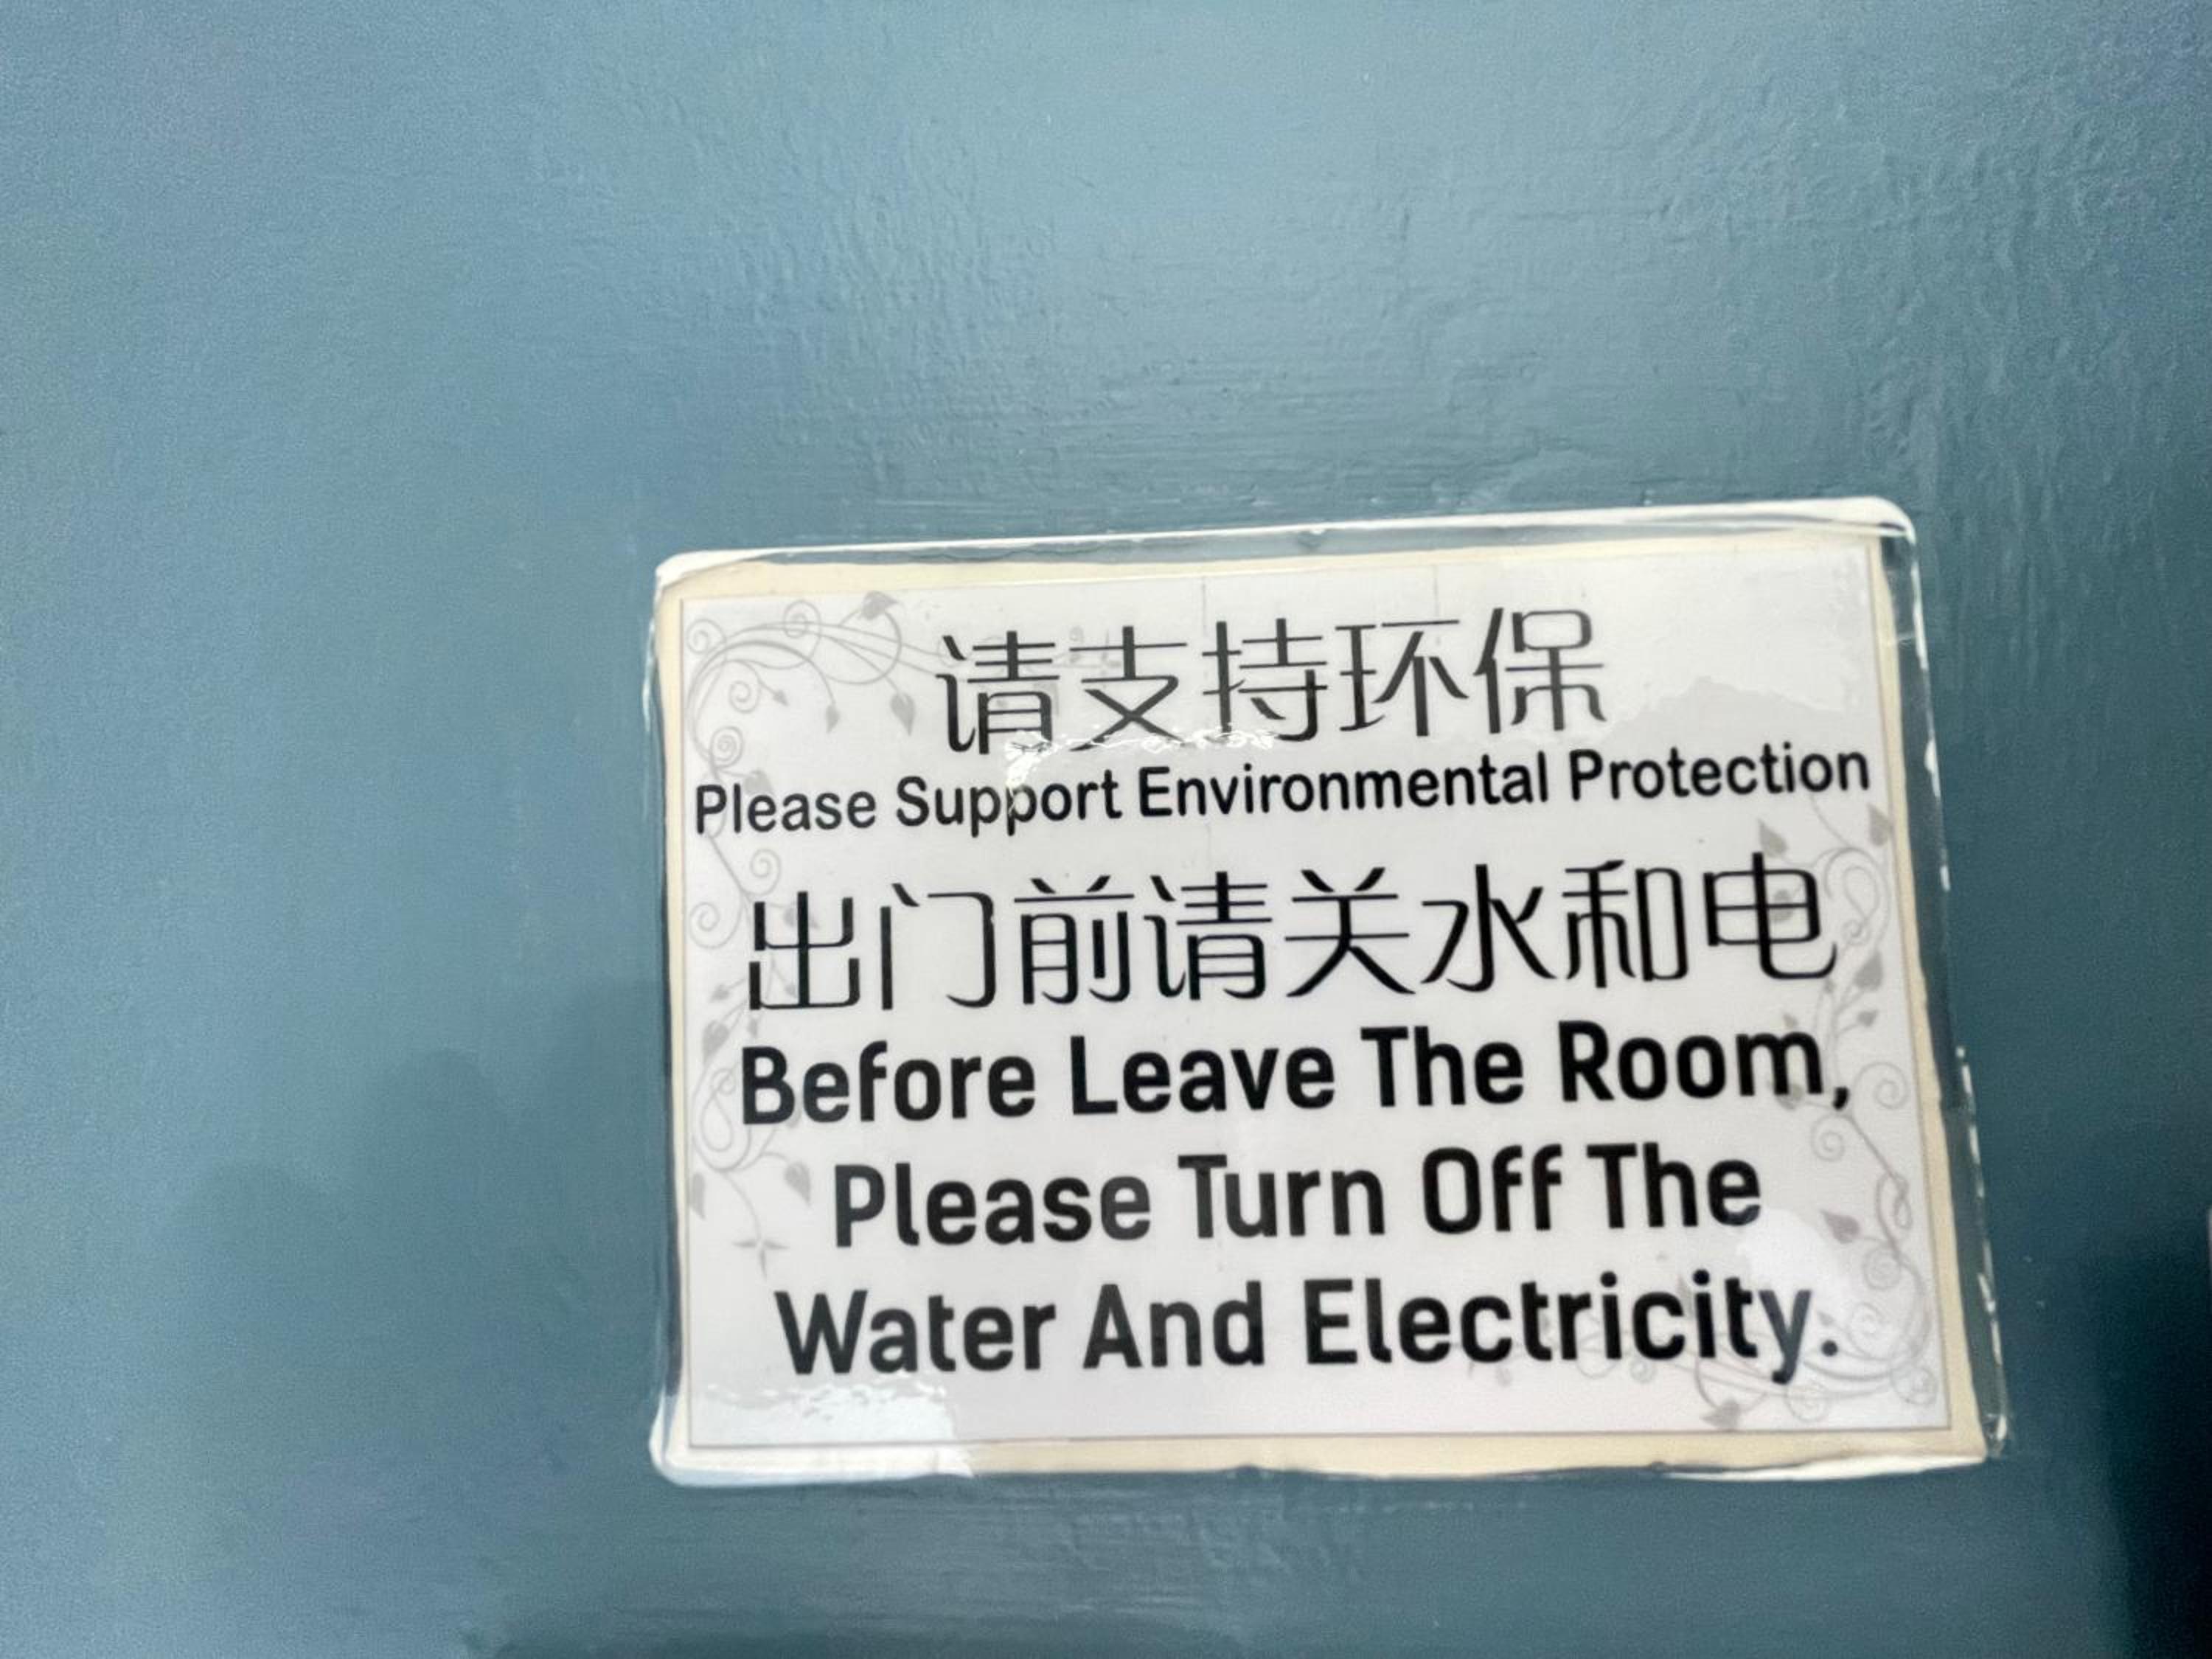 请支持环保
Please Support Environmental Protection
出门前请关水和电
Before Leave The Room,
Please Turn Off The
Water And Electricity.